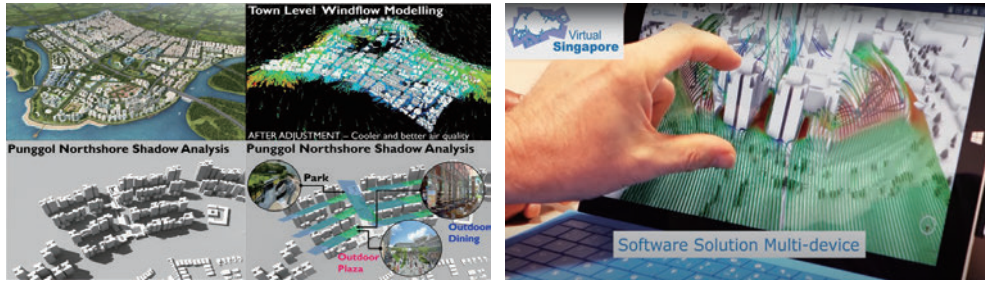 Town Level Windflow Modelling
AFTER ADJUSTMENT – Cooler and better air quality
Punggol Northshore Shadow Analysis
Punggol Northshore Shadow Analysis
Park
Outdoor
Dining
Outdoor
Plaza
Virtual
Singapore
Software Solution Multi-device